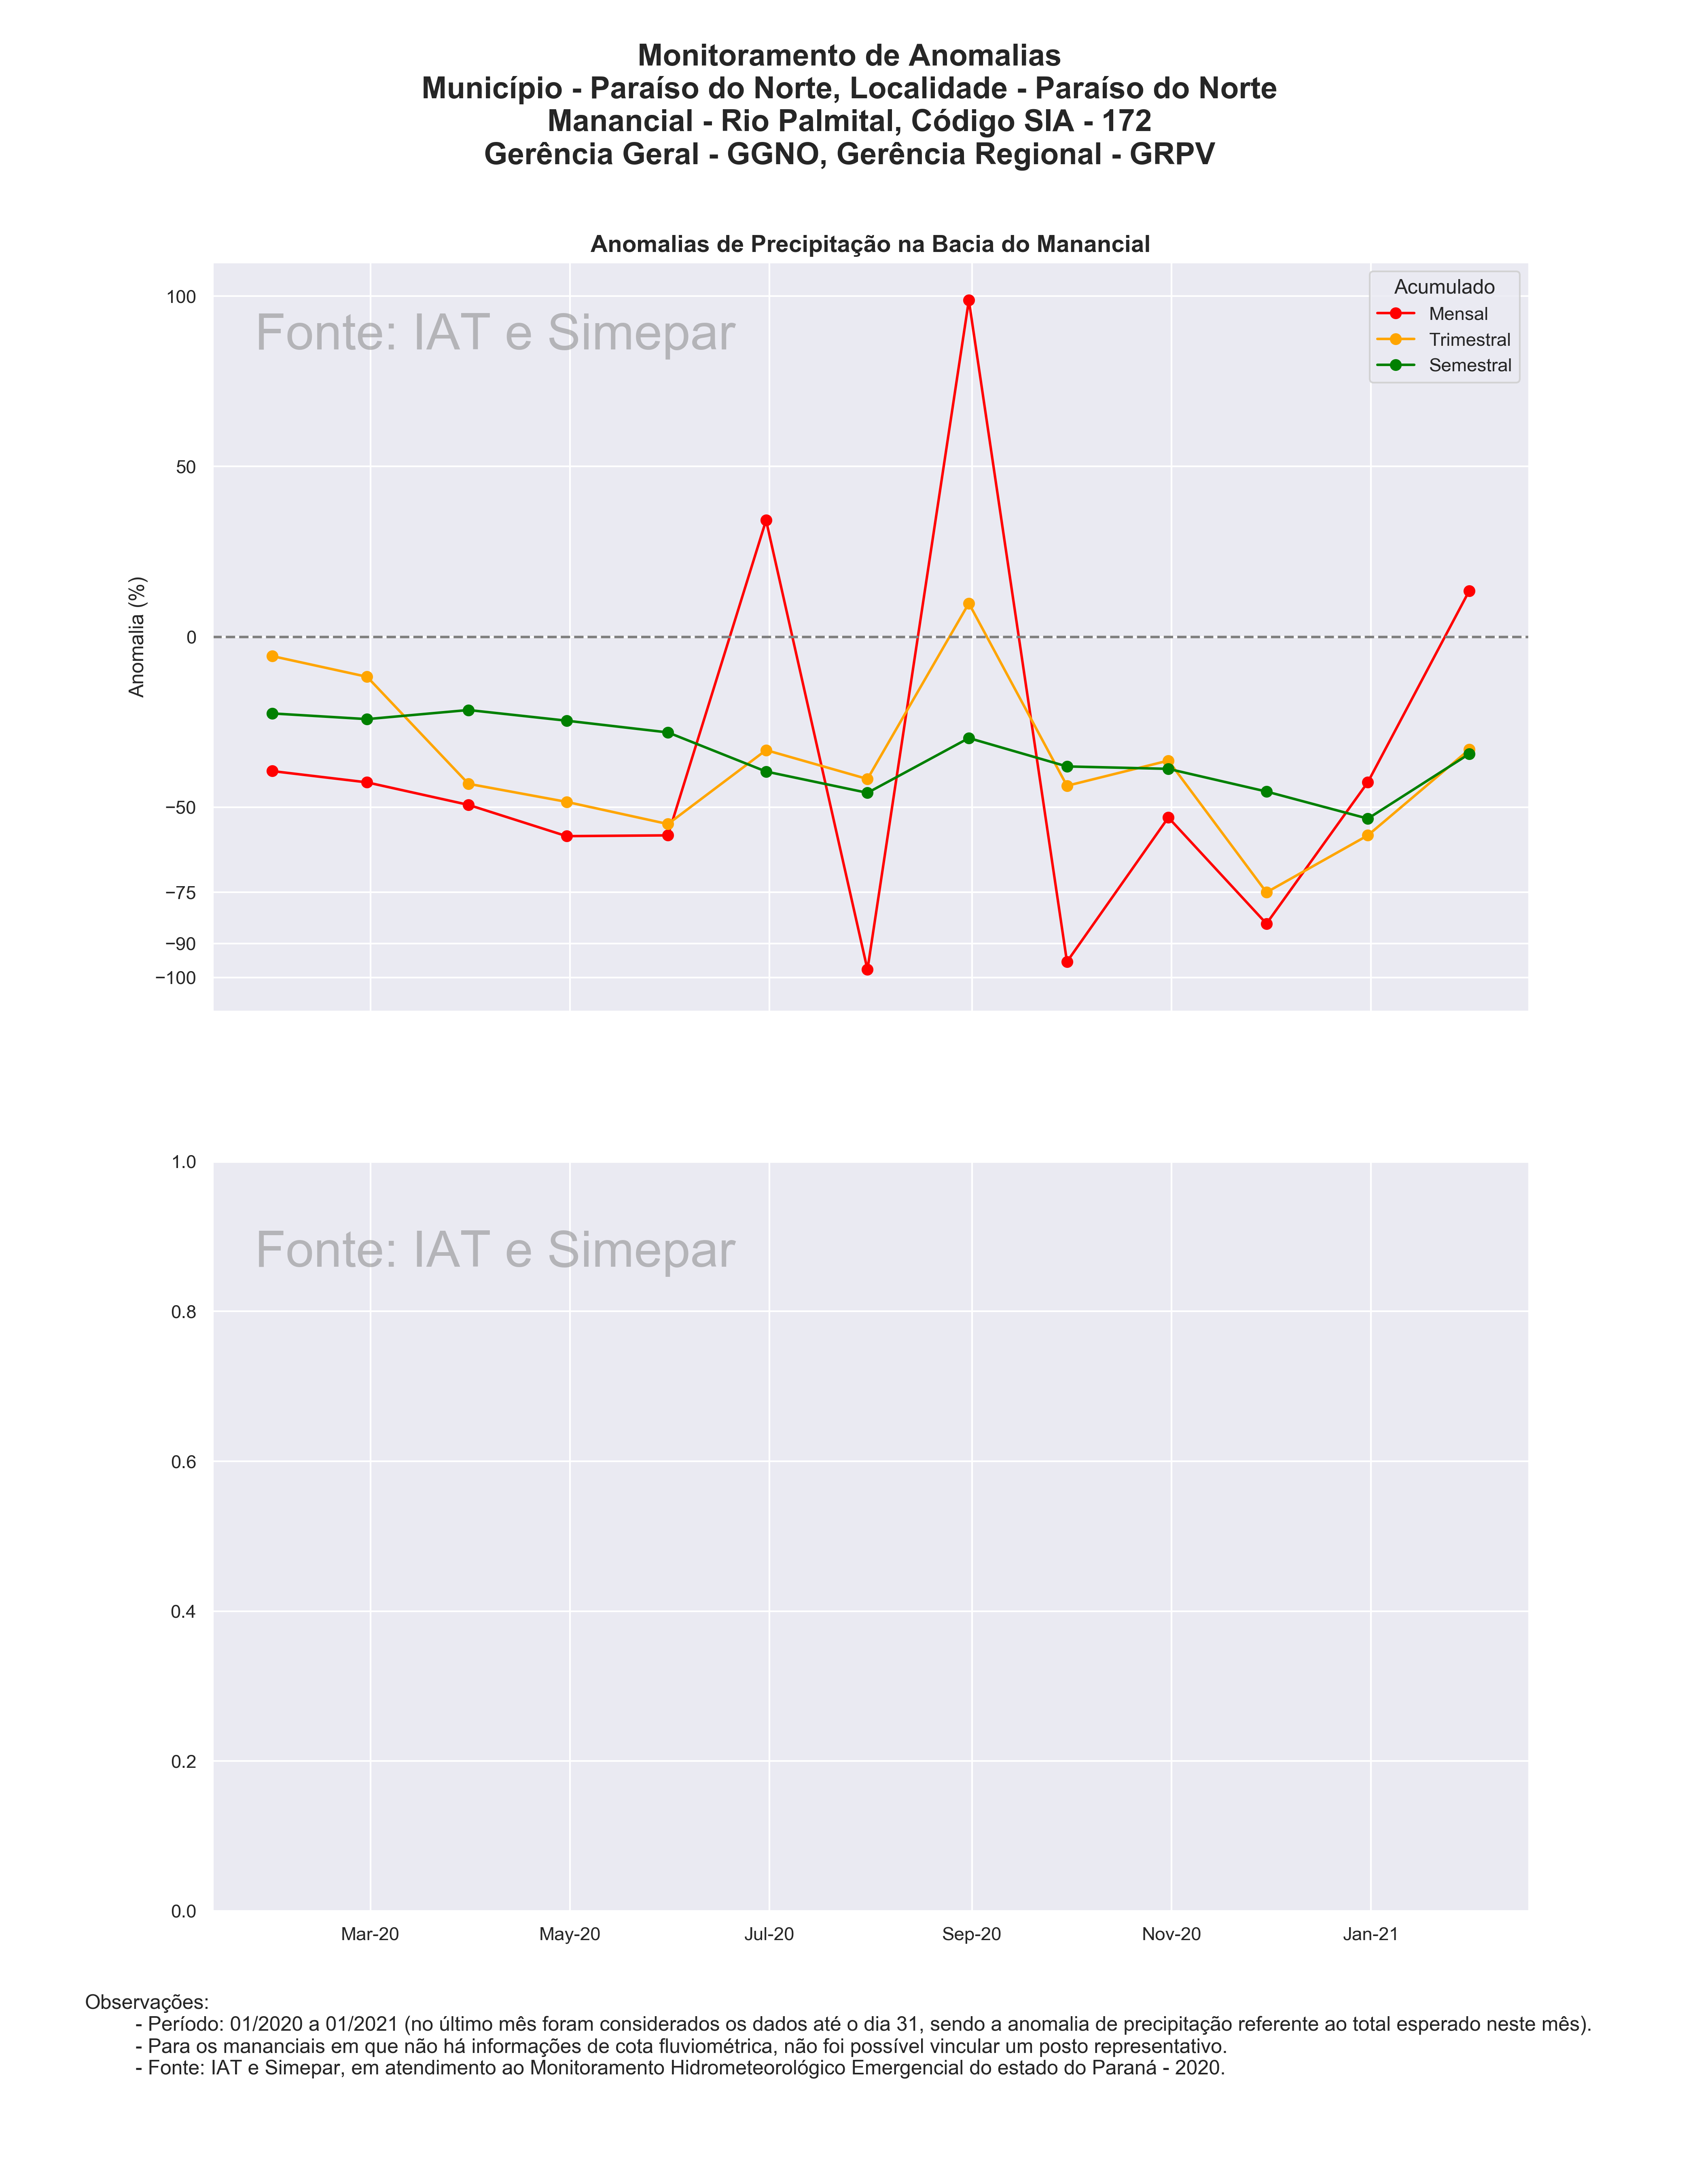 Monitoramento de Anomalias
Município - Paraíso do Norte, Localidade - Paraíso do Norte
Manancial - Rio Palmital, Código SIA - 172
Gerência Geral - GGNO, Gerência Regional - GRPV
Anomalias de Precipitação na Bacia do Manancial
Fonte: IAT e Simepar
Acumulado
Mensal
Trimestral
Semestral
Anomalia (%)
100
50
0
−50
−75
−90
−100
Fonte: IAT e Simepar
1.0
0.8
0.6
0.4
0.2
0.0
Mar-20 May-20 Jul-20 Sep-20 Nov-20 Jan-21
Observações:
- Período: 01/2020 a 01/2021 (no último mês foram considerados os dados até o dia 31, sendo a anomalia de precipitação referente ao total esperado neste mês).
- Para os mananciais em que não há informações de cota fluviométrica, não foi possível vincular um posto representativo.
- Fonte: IAT e Simepar, em atendimento ao Monitoramento Hidrometeorológico Emergencial do estado do Paraná - 2020.